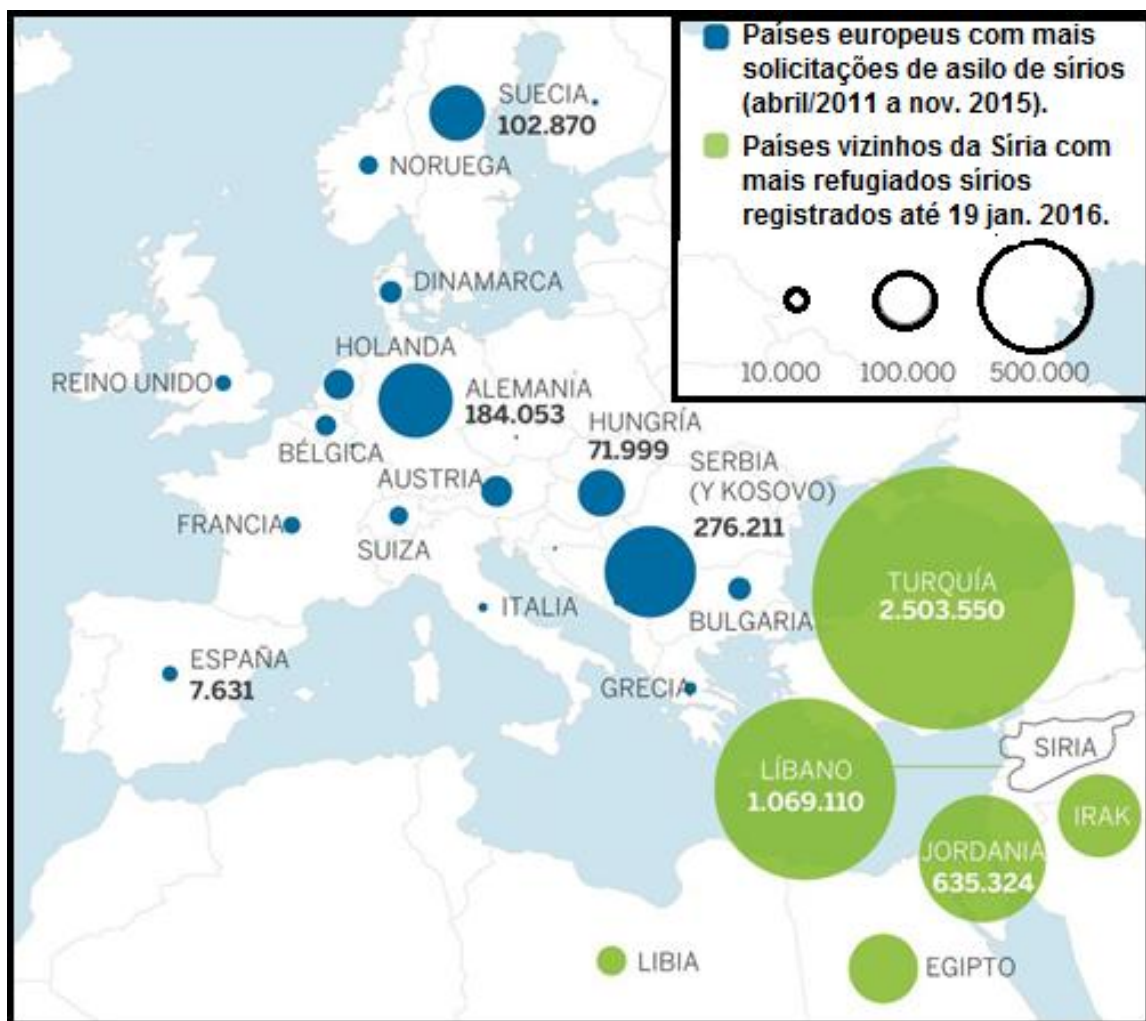 Países europeus com mais
solicitações de asilo de sírios
(abril/2011 a nov. 2015).
Países vizinhos da Síria com
mais refugiados sírios
registrados até 19 jan. 2016.
10.000
100.000
500.000
SUECIA
102.870
NORUEGA
DINAMARCA
HOLANDA
REINO UNIDO
ALEMANÍA
184.053
BÉLGICA
HUNGRÍA
71.999
AUSTRIA
SERBIA
(Y KOSOVO)
276.211
FRANCIA
SUIZA
ITALIA
BULGARIA
TURQUÍA
2.503.550
ESPAÑA
7.631
GRECIA
SIRIA
LÍBANO
1.069.110
IRAK
JORDANIA
635.324
LIBIA
EGIPTO